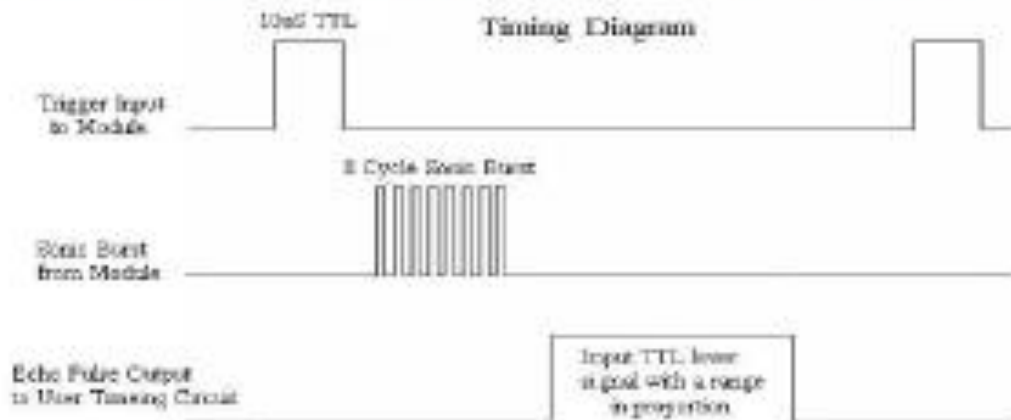 10uS TTL
Timing Diagram
Trigger Input
to Module
8 Cycle Sonic Burst
Sonic Burst
from Module
Echo Pulse Output
to User Timing Circuit
Input TTL lever
signal with a range
in proportion